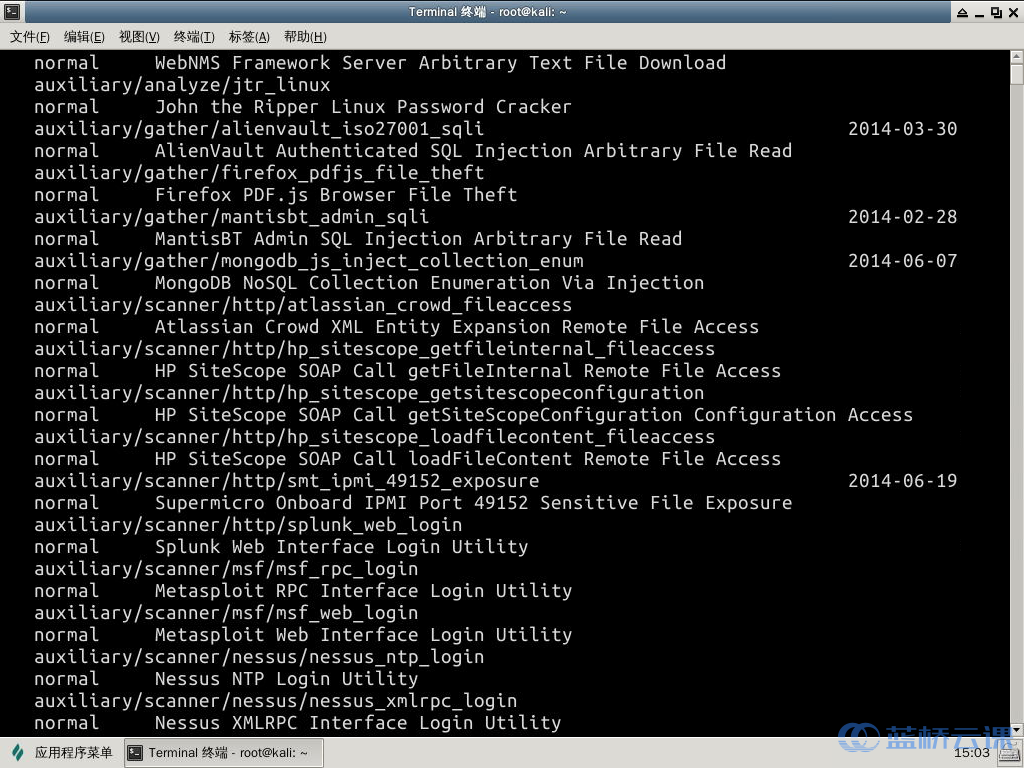 Terminal 终端 - root@kali: ~
文件(F) 编辑(E) 视图(V) 终端(T) 标签(A) 帮助(H)
normal WebNMS Framework Server Arbitrary Text File Download
auxiliary/analyze/jtr_linux
normal John the Ripper Linux Password Cracker
auxiliary/gather/alienvault_iso27001_sqli 2014-03-30
normal AlienVault Authenticated SQL Injection Arbitrary File Read
auxiliary/gather/firefox_pdfjs_file_theft
normal Firefox PDF.js Browser File Theft
auxiliary/gather/mantisbt_admin_sqli 2014-02-28
normal MantisBT Admin SQL Injection Arbitrary File Read
auxiliary/gather/mongodb_js_inject_collection_enum 2014-06-07
normal MongoDB NoSQL Collection Enumeration Via Injection
auxiliary/scanner/http/atlassian_crowd_fileaccess
normal Atlassian Crowd XML Entity Expansion Remote File Access
auxiliary/scanner/http/hp_sitescope_getfileinternal_fileaccess
normal HP SiteScope SOAP Call getFileInternal Remote File Access
auxiliary/scanner/http/hp_sitescope_getsitescopeconfiguration
normal HP SiteScope SOAP Call getSiteScopeConfiguration Configuration Access
auxiliary/scanner/http/hp_sitescope_loadfilecontent_fileaccess
normal HP SiteScope SOAP Call loadFileContent Remote File Access
auxiliary/scanner/http/smt_ipmi_49152_exposure 2014-06-19
normal Supermicro Onboard IPMI Port 49152 Sensitive File Exposure
auxiliary/scanner/http/splunk_web_login
normal Splunk Web Interface Login Utility
auxiliary/scanner/msf/msf_rpc_login
normal Metasploit RPC Interface Login Utility
auxiliary/scanner/msf/msf_web_login
normal Metasploit Web Interface Login Utility
auxiliary/scanner/nessus/nessus_ntp_login
normal Nessus NTP Login Utility
auxiliary/scanner/nessus/nessus_xmlrpc_login
normal Nessus XMLRPC Interface Login Utility
蓝桥云课
应用程序菜单 Terminal 终端 - root@kali: ~ 15:03